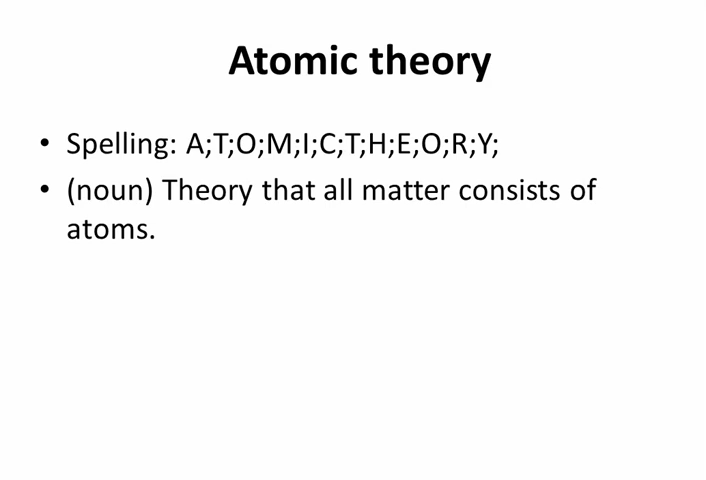 Atomic theory
• Spelling: A;T;O;M;I;C;T;H;E;O;R;Y;
• (noun) Theory that all matter consists of
atoms.